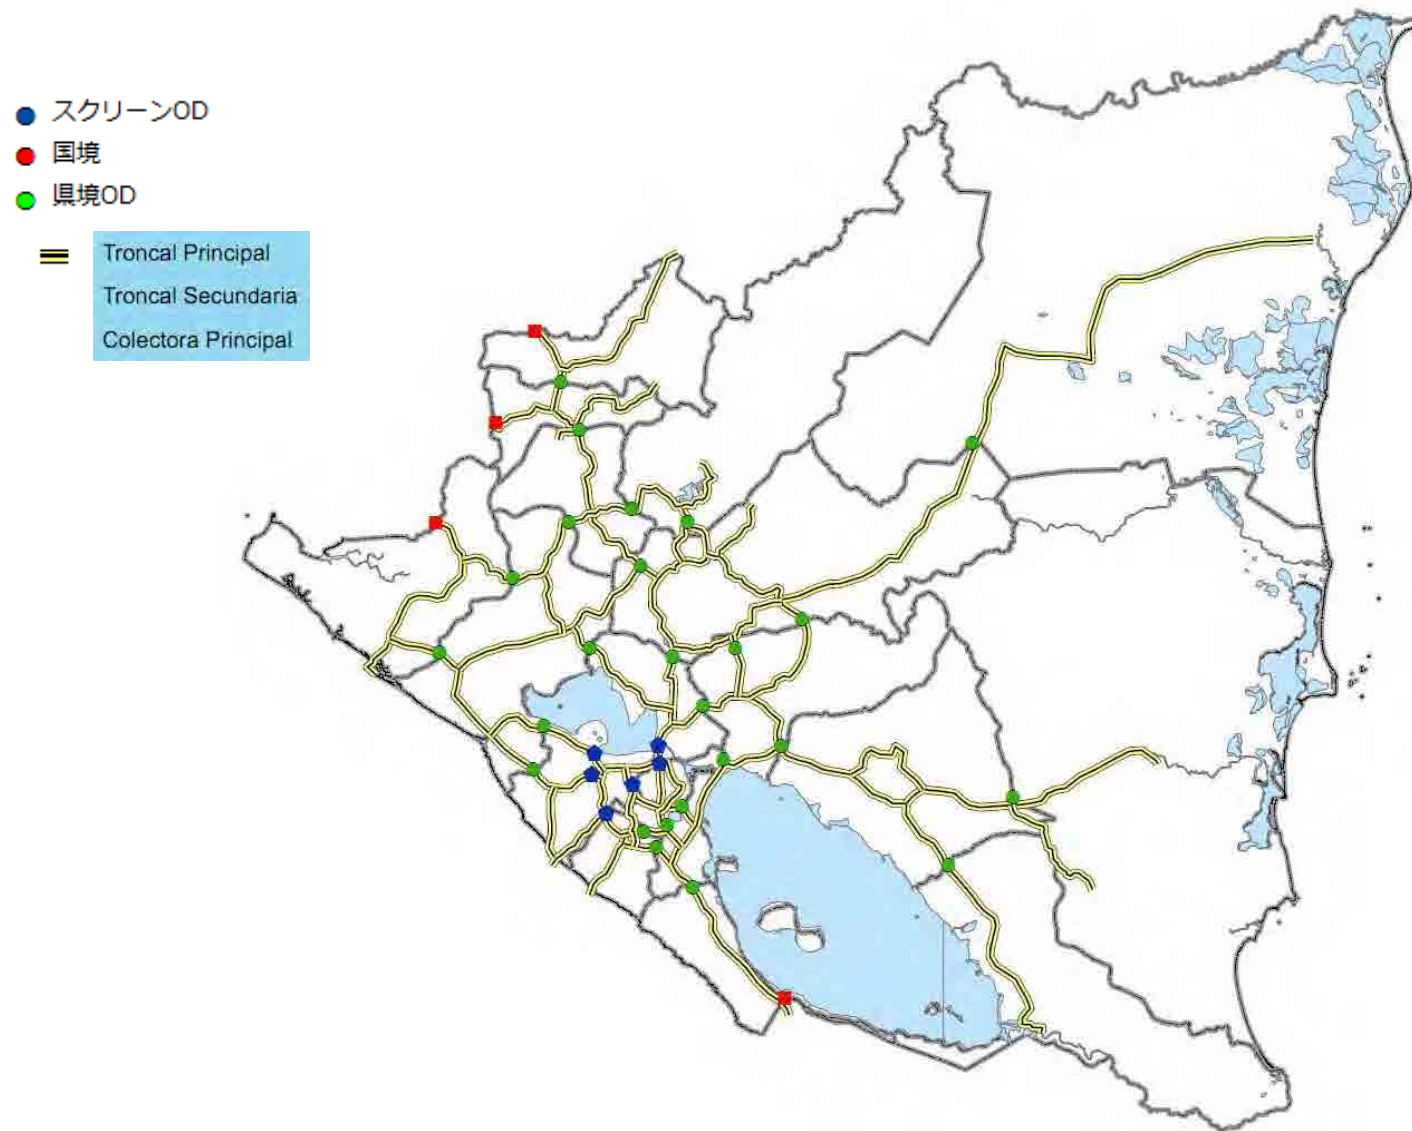 スクリーンOD
国境
県境OD
Troncal Principal
Troncal Secundaria
Colectora Principal